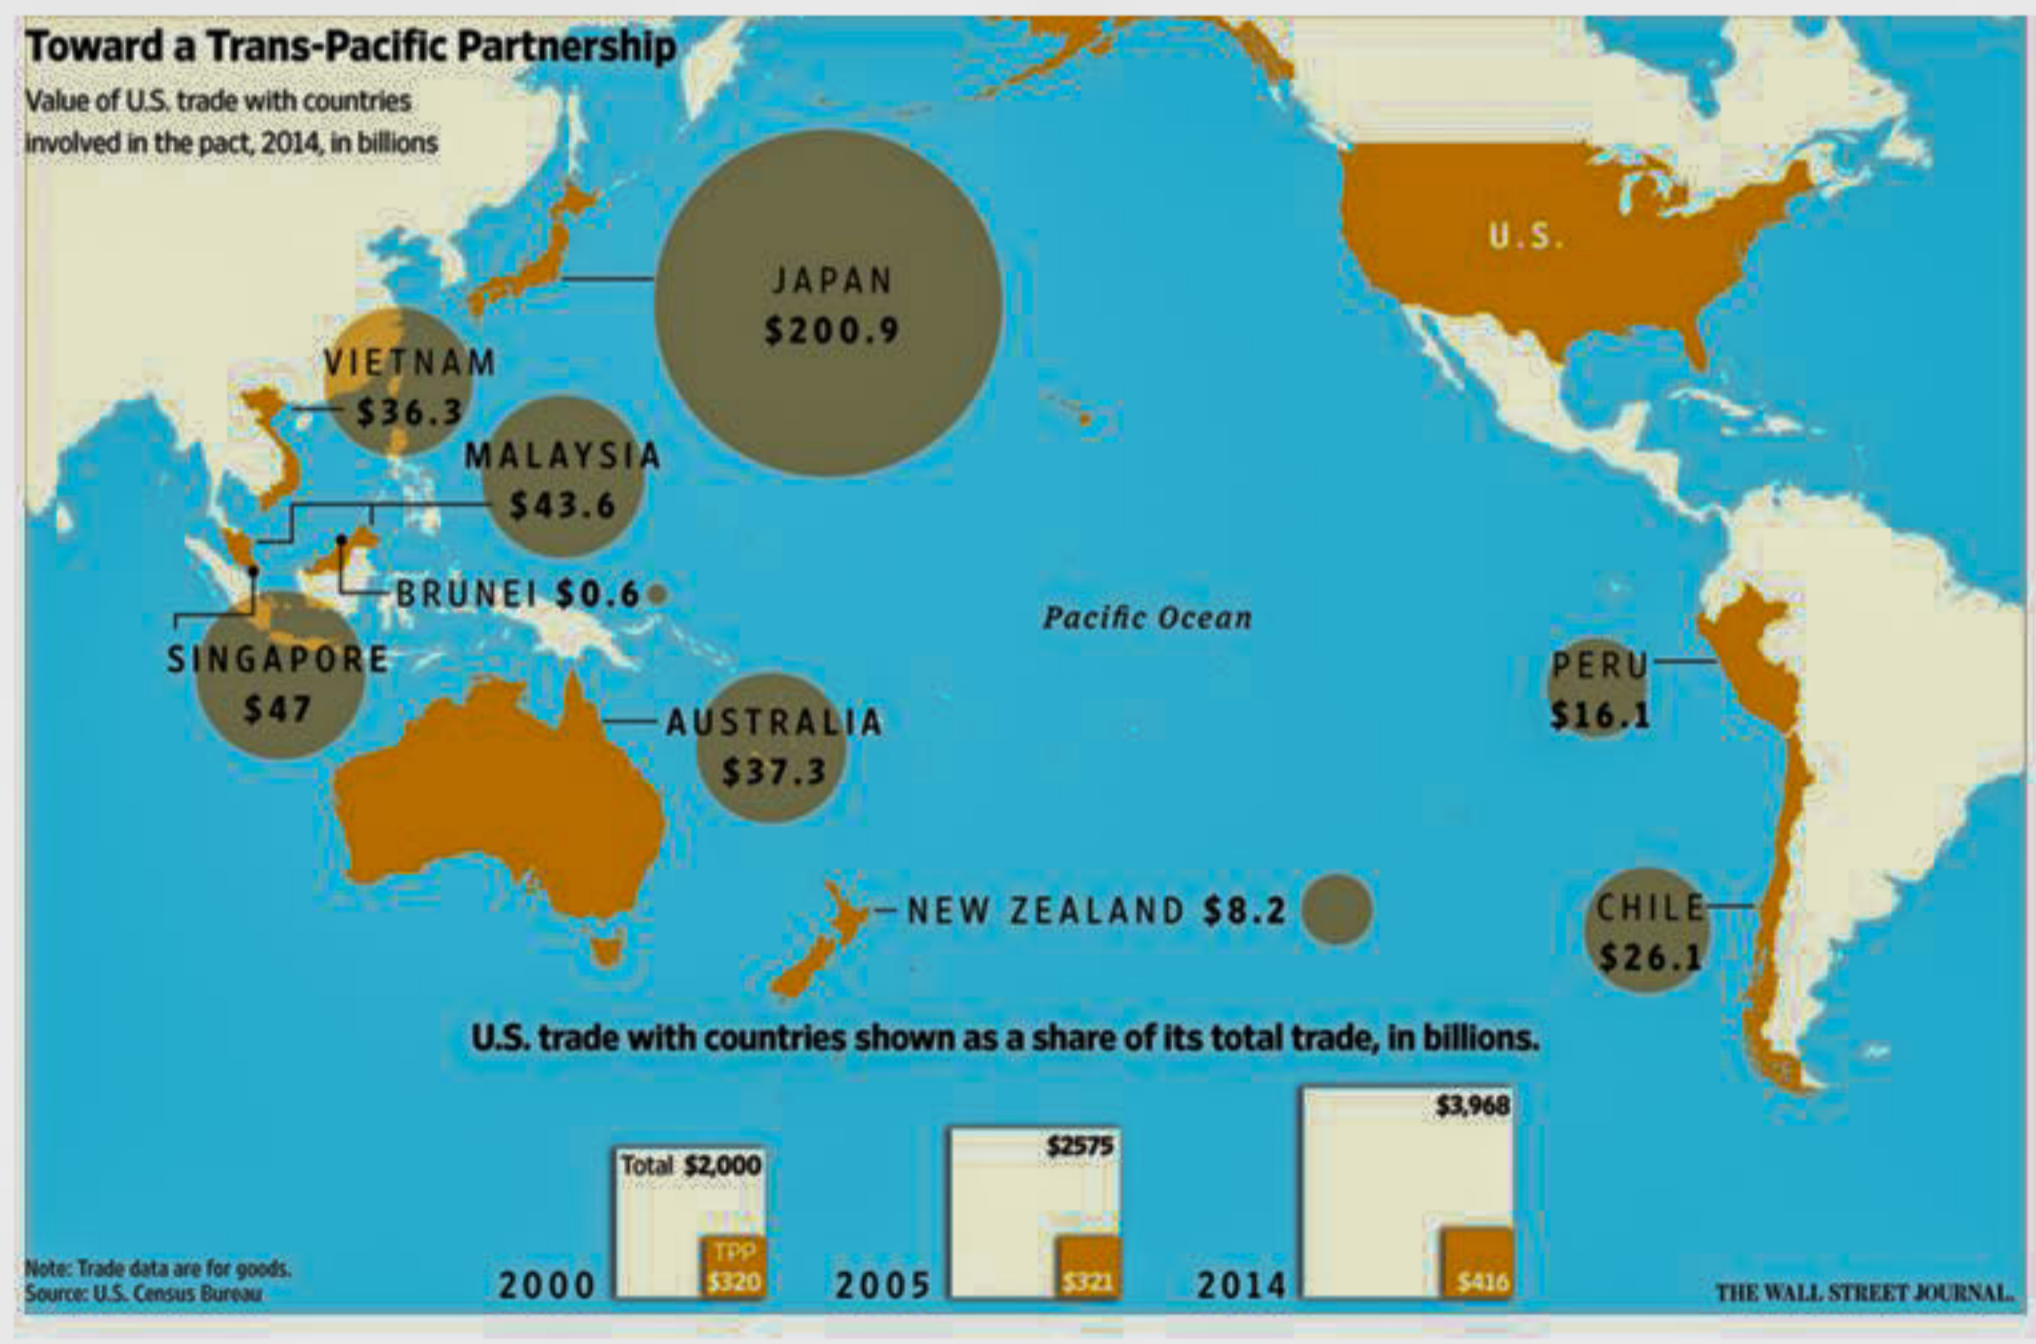 Toward a Trans-Pacific Partnership
Value of U.S. trade with countries
involved in the pact, 2014, in billions
U.S.
JAPAN
$200.9
VIETNAM
$36.3
MALAYSIA
$43.6
BRUNEI $0.6
SINGAPORE
$47
Pacific Ocean
AUSTRALIA
$37.3
PERU
$16.1
NEW ZEALAND $8.2
CHILE
$26.1
U.S. trade with countries shown as a share of its total trade, in billions.
2000
Total $2,000
TPP
$320
2005
$2575
$321
2014
$3,968
$416
Note: Trade data are for goods.
Source: U.S. Census Bureau
THE WALL STREET JOURNAL.